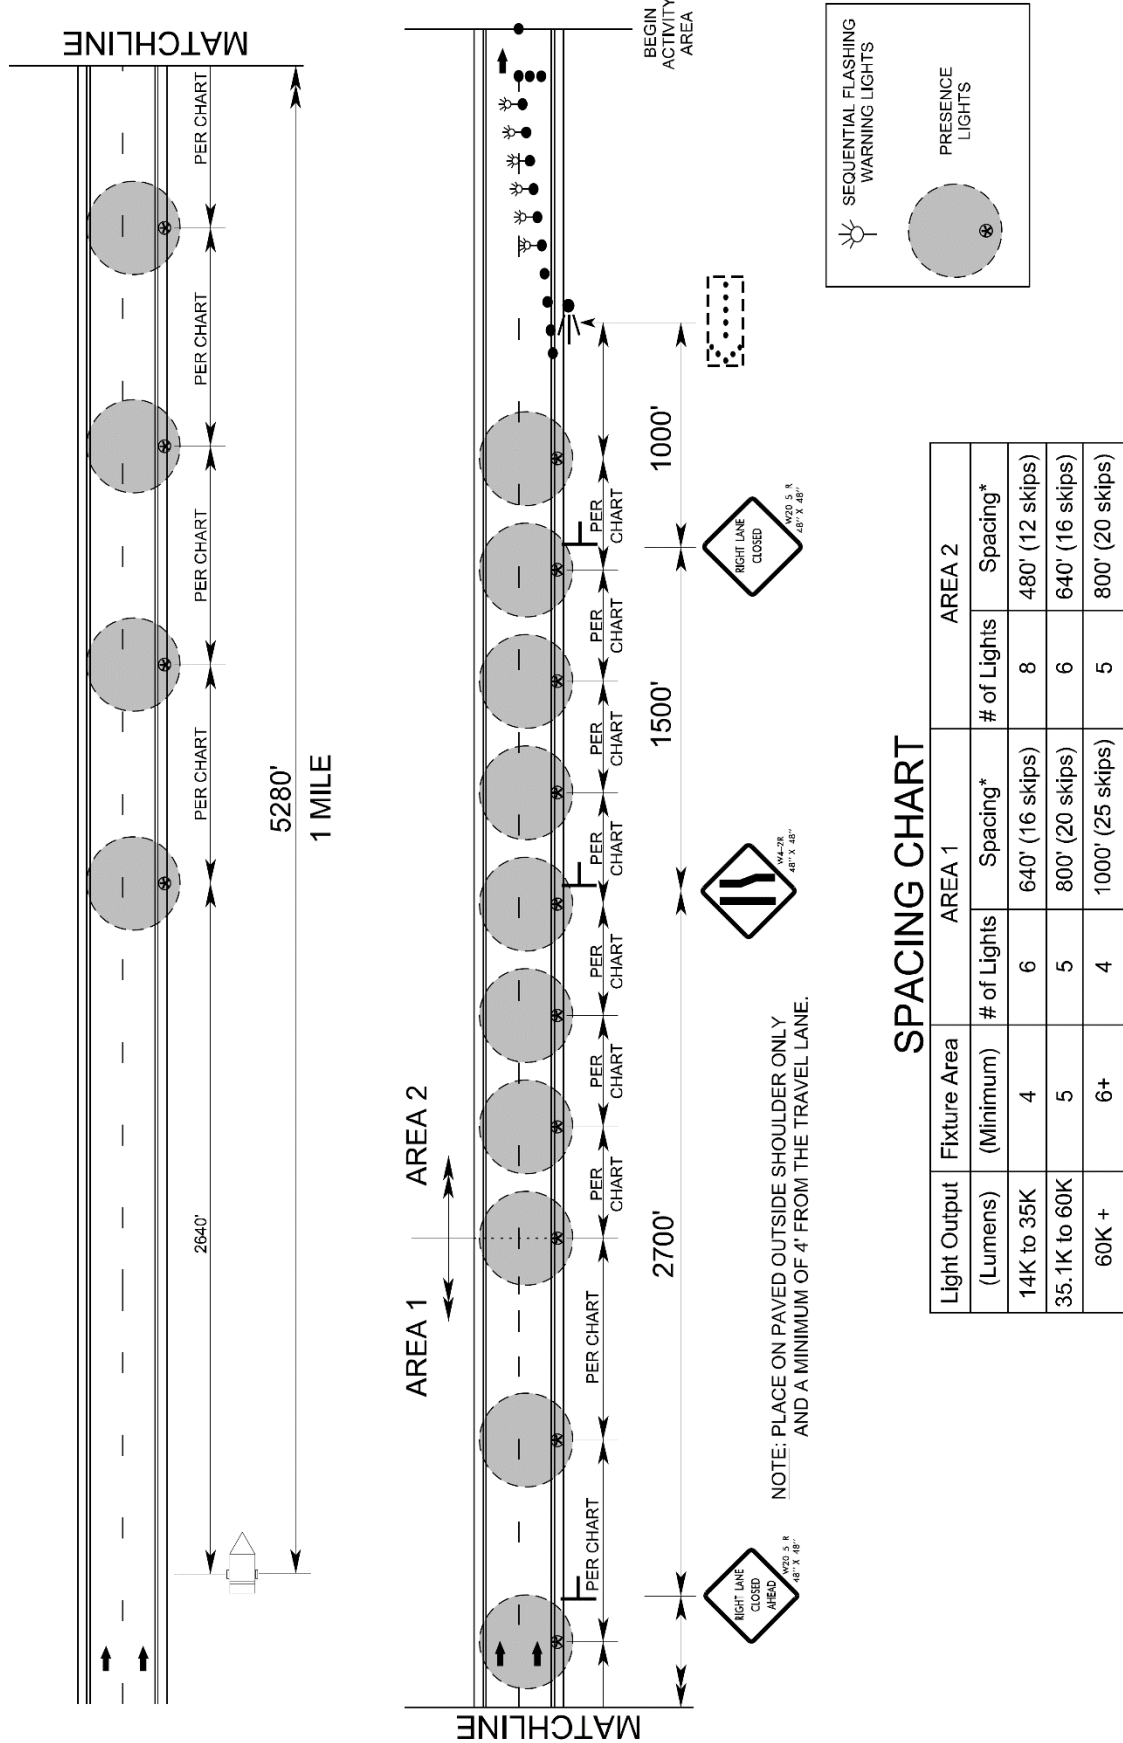 MATCHLINE
PER CHART
PER CHART
PER CHART
PER CHART
2640'
5280'
1 MILE
BEGIN
ACTIVITY
AREA
SEQUENTIAL FLASHING
WARNING LIGHTS
PRESENCE
LIGHTS
AREA 1
AREA 2
MATCHLINE
PER CHART
PER CHART
PER
CHART
PER
CHART
PER
CHART
PER
CHART
PER
CHART
PER
CHART
PER
CHART
2700'
1500'
1000'
RIGHT LANE
CLOSED
AHEAD
W20 5 R
48" X 48"
W4-2R
48" X 48"
RIGHT LANE
CLOSED
W20 5 R
48" X 48"
NOTE: PLACE ON PAVED OUTSIDE SHOULDER ONLY
AND A MINIMUM OF 4' FROM THE TRAVEL LANE.
SPACING CHART
Light Output Fixture Area AREA 1 AREA 2
(Lumens) (Minimum) # of Lights Spacing* # of Lights Spacing*
14K to 35K 4 6 640' (16 skips) 8 480' (12 skips)
35.1K to 60K 5 5 800' (20 skips) 6 640' (16 skips)
60K + 6+ 4 1000' (25 skips) 5 800' (20 skips)